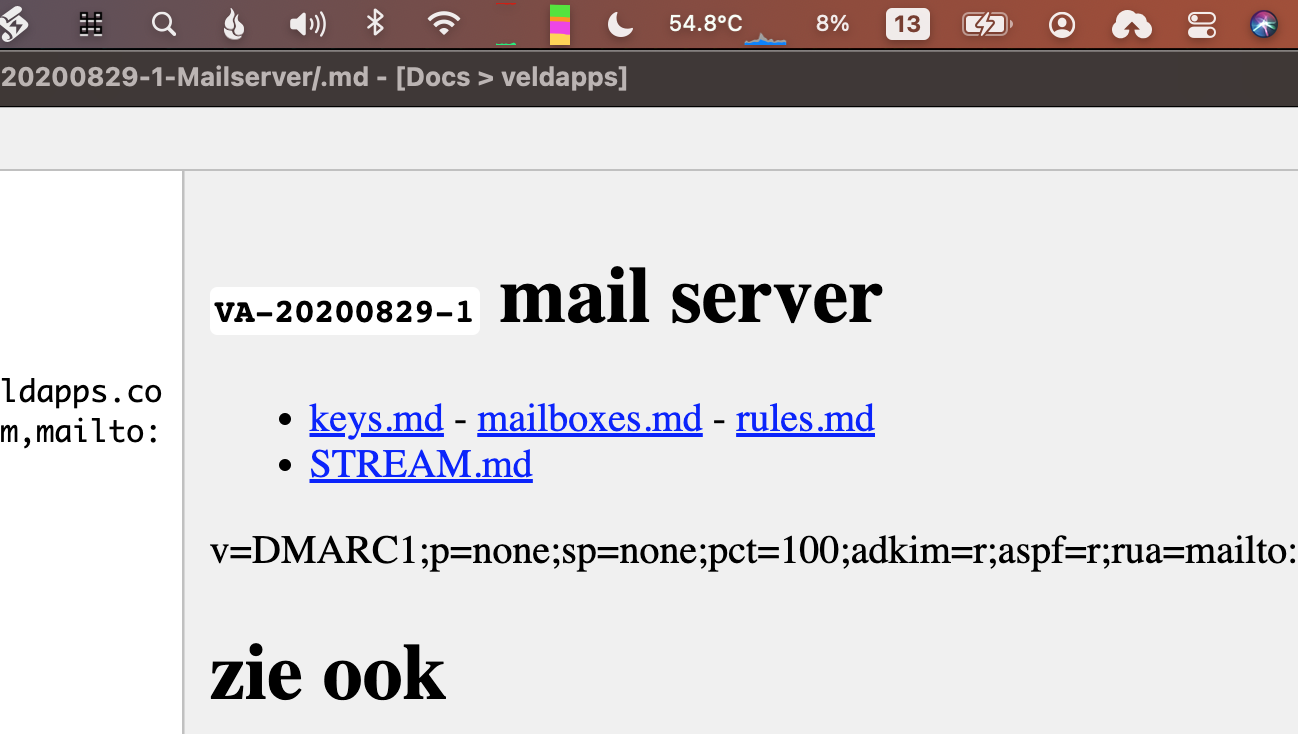 54.8°C 8% 13
20200829-1-Mailserver/.md - [Docs > veldapps]
VA-20200829-1 mail server
ldapps.co
m,mailto:
• keys.md - mailboxes.md - rules.md
• STREAM.md
v=DMARC1;p=none;sp=none;pct=100;adkim=r;aspf=r;rua=mailto:
zie ook